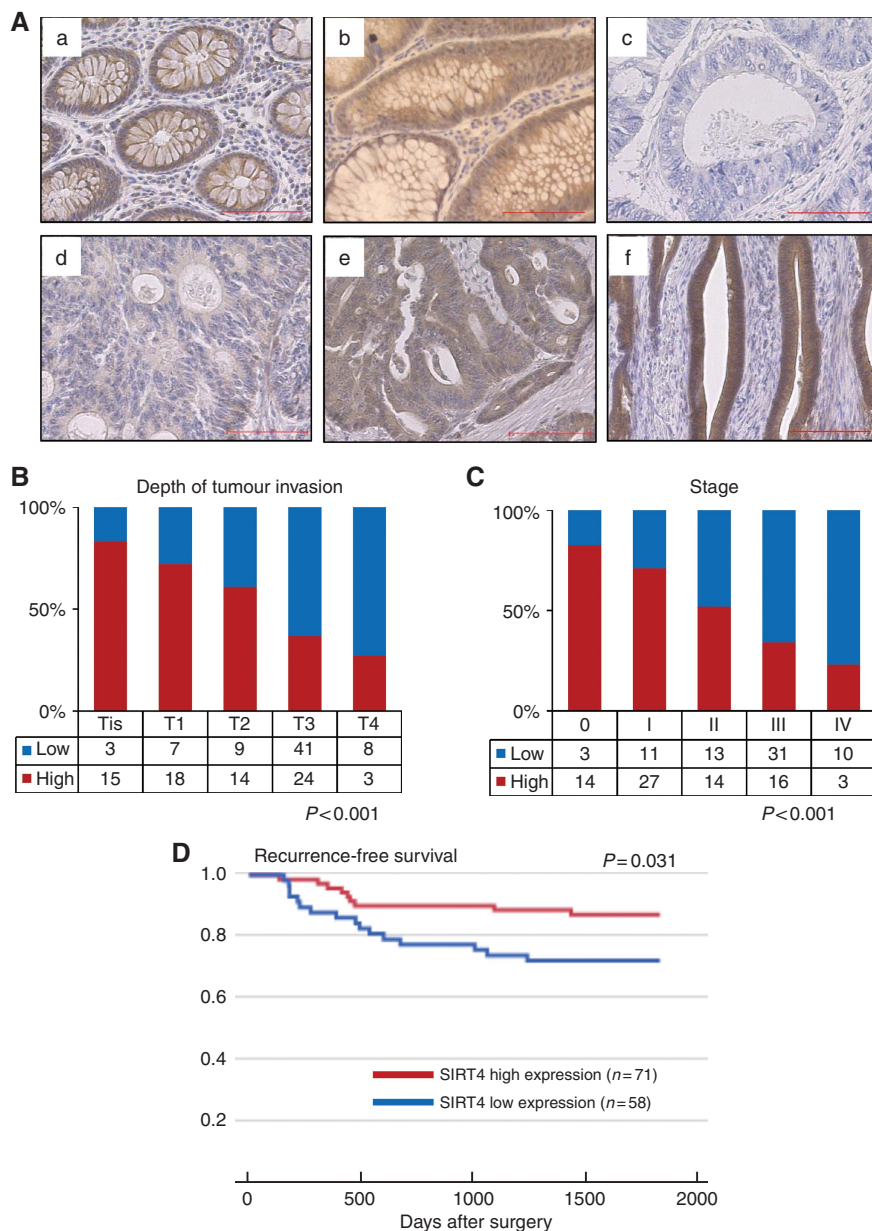 A
a
b
c
d
e
f
B
Depth of tumour invasion
100%
50%
0%
Tis T1 T2 T3 T4
Low 3 7 9 41 8
High 15 18 14 24 3
P<0.001
C
Stage
100%
50%
0%
0 I II III IV
Low 3 11 13 31 10
High 14 27 14 16 3
P<0.001
D
Recurrence-free survival
P=0.031
1.0
0.8
0.6
0.4
0.2
SIRT4 high expression (n=71)
SIRT4 low expression (n=58)
0 500 1000 1500 2000
Days after surgery